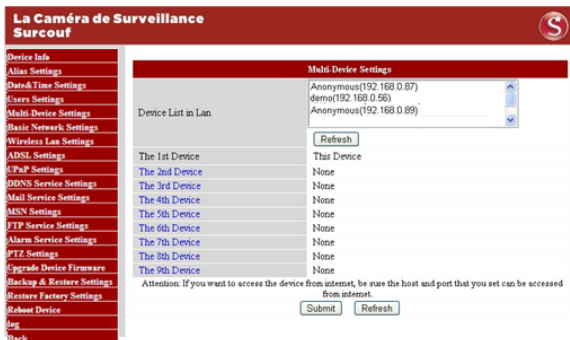 La Caméra de Surveillance
Surcouf
S
Device Info
Alias Settings
Date&Time Settings
Users Settings
Multi-Device Settings
Basic Network Settings
Wireless Lan Settings
ADSL Settings
UPnP Settings
DDNS Service Settings
Mail Service Settings
MSN Settings
FTP Service Settings
Alarm Service Settings
PTZ Settings
Upgrade Device Firmware
Backup & Restore Settings
Restore Factory Settings
Reboot Device
log
Back
Multi-Device Settings
Device List in Lan
Anonymous(192.168.0.87)
demo(192.168.0.56)
Anonymous(192.168.0.89)
Refresh
The 1st Device This Device
The 2nd Device None
The 3rd Device None
The 4th Device None
The 5th Device None
The 6th Device None
The 7th Device None
The 8th Device None
The 9th Device None
Attention: If you want to access the device from internet, be sure the host and port that you set can be accessed
from internet.
Submit Refresh